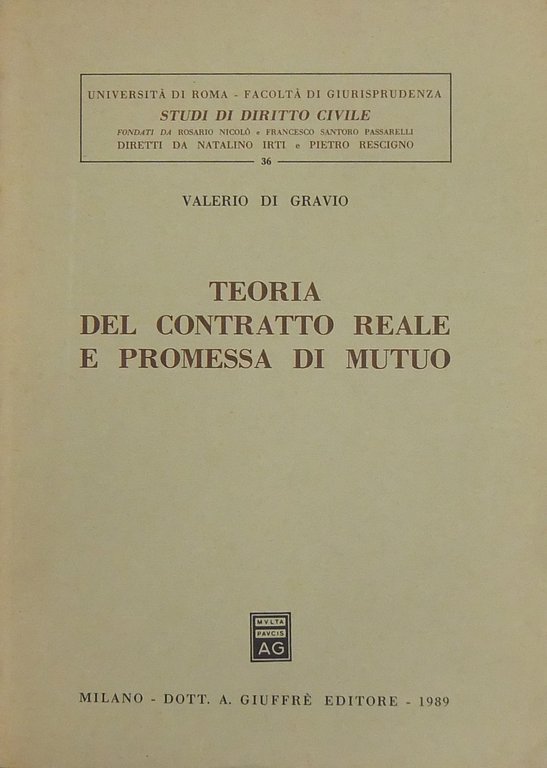 UNIVERSITÀ DI ROMA - FACOLTÀ DI GIURISPRUDENZA
STUDI DI DIRITTO CIVILE
FONDATI DA ROSARIO NICOLÒ e FRANCESCO SANTORO PASSARELLI
DIRETTI DA NATALINO IRTI e PIETRO RESCIGNO
36
VALERIO DI GRAVIO
TEORIA
DEL CONTRATTO REALE
E PROMESSA DI MUTUO
MVLTA
PAVCIS
AG
MILANO - DOTT. A. GIUFFRÈ EDITORE - 1989